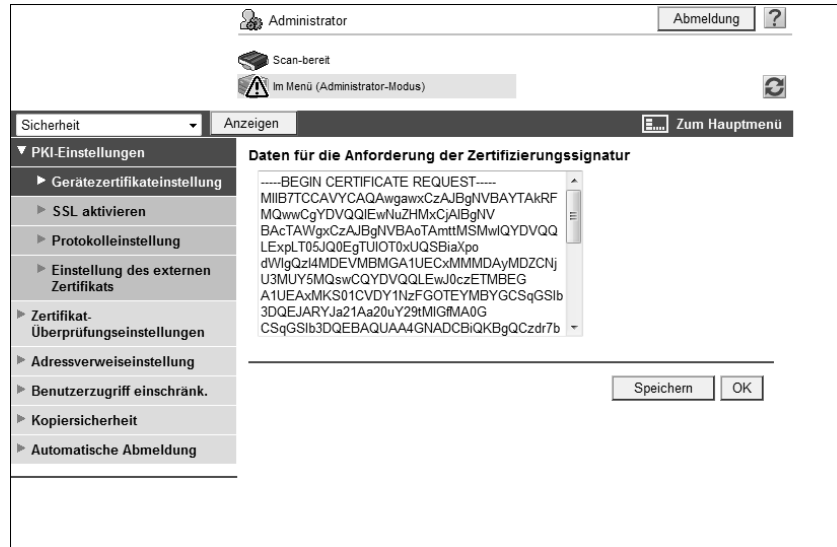 Administrator
Abmeldung
?
Scan-bereit
Im Menü (Administrator-Modus)
Sicherheit
Anzeigen
Zum Hauptmenü
PKI-Einstellungen
Gerätezertifikateinstellung
SSL aktivieren
Protokolleinstellung
Einstellung des externen
Zertifikats
Zertifikat-
Überprüfungseinstellungen
Adressverweiseinstellung
Benutzerzugriff einschränk.
Kopiersicherheit
Automatische Abmeldung
Daten für die Anforderung der Zertifizierungssignatur
-----BEGIN CERTIFICATE REQUEST-----
MIIB7TCCAVYCAQAwgawxCzAJBgNVBAYTAkRF
MQwwCgYDVQQIEwNuZHMxCjAIBgNV
BAcTAWgxCzAJBgNVBAoTAmttMSMwIQYDVQQ
LExpLT05JQ0EgTUlOT0xUQSBiaXpo
dWIgQzI4MDEVMBMGA1UECxMMMDAyMDZCNj
U3MUY5MQswCQYDVQQLEwJ0czETMBEG
A1UEAxMKS01CVDY1NzFGOTEYMBYGCSqGSIb
3DQEJARYJa21Aa20uY29tMIGfMA0G
CSqGSIb3DQEBAQUAA4GNADCBiQKBgQCzdr7b
Speichern
OK